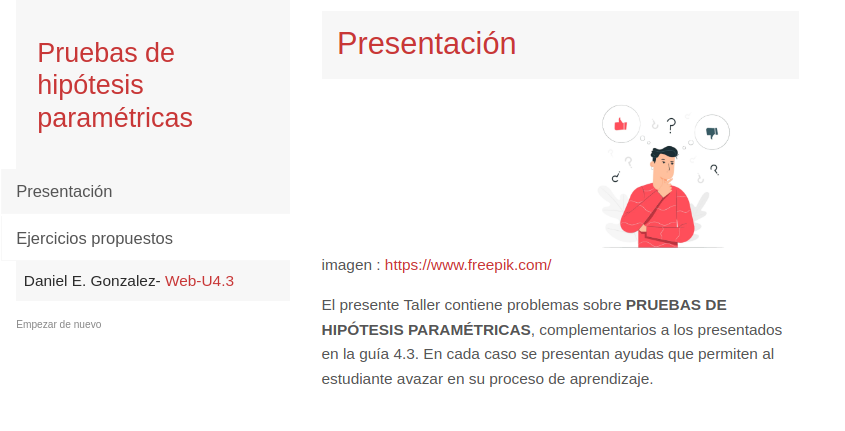 Pruebas de
hipótesis
paramétricas
Presentación
Ejercicios propuestos
Daniel E. Gonzalez- Web-U4.3
Empezar de nuevo
Presentación
imagen : https://www.freepik.com/
El presente Taller contiene problemas sobre PRUEBAS DE
HIPÓTESIS PARAMÉTRICAS, complementarios a los presentados
en la guía 4.3. En cada caso se presentan ayudas que permiten al
estudiante avazar en su proceso de aprendizaje.